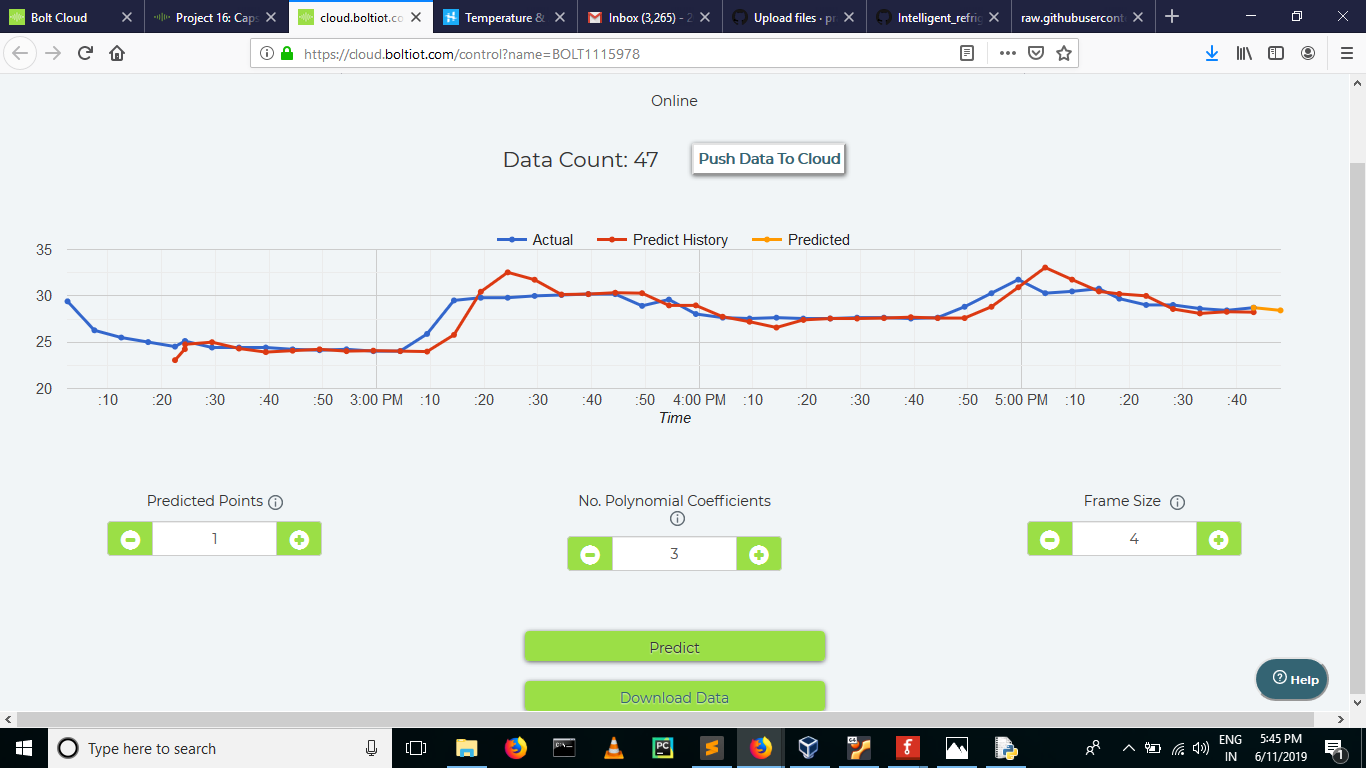 Bolt Cloud
Project 16: Caps
cloud.boltiot.co
Temperature &
Inbox (3,265) - 2
Upload files · pr
Intelligent_refrig
raw.githubuserconte
https://cloud.boltiot.com/control?name=BOLT1115978
Online
Data Count: 47
Push Data To Cloud
Actual
Predict History
Predicted
35
30
25
20
:10 :20 :30 :40 :50 3:00 PM :10 :20 :30 :40 :50 4:00 PM :10 :20 :30 :40 :50 5:00 PM :10 :20 :30 :40
Time
Predicted Points
1
No. Polynomial Coefficients
3
Frame Size
4
Predict
Download Data
Help
Type here to search
ENG
IN
5:45 PM
6/11/2019
1